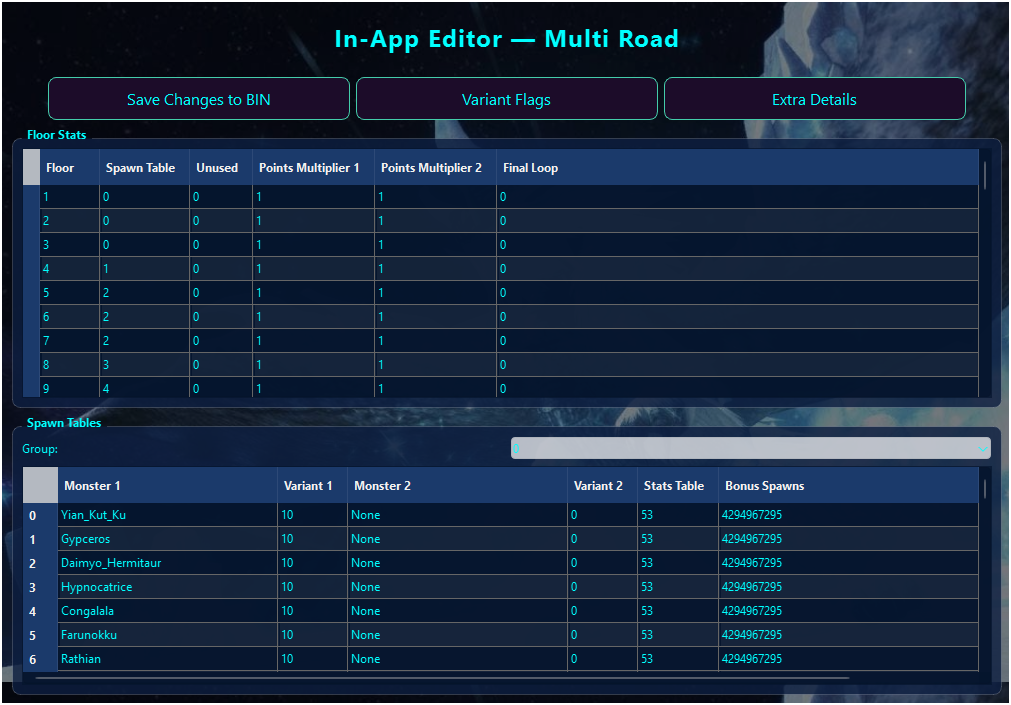 In-App Editor — Multi Road
Save Changes to BIN Variant Flags Extra Details
Floor Stats
Floor Spawn Table Unused Points Multiplier 1 Points Multiplier 2 Final Loop
1 0 0 1 1 0
2 0 0 1 1 0
3 0 0 1 1 0
4 1 0 1 1 0
5 2 0 1 1 0
6 2 0 1 1 0
7 2 0 1 1 0
8 3 0 1 1 0
9 4 0 1 1 0
Spawn Tables
Group: 0
Monster 1 Variant 1 Monster 2 Variant 2 Stats Table Bonus Spawns
0 Yian_Kut_Ku 10 None 0 53 4294967295
1 Gypceros 10 None 0 53 4294967295
2 Daimyo_Hermitaur 10 None 0 53 4294967295
3 Hypnocatrice 10 None 0 53 4294967295
4 Congalala 10 None 0 53 4294967295
5 Farunokku 10 None 0 53 4294967295
6 Rathian 10 None 0 53 4294967295